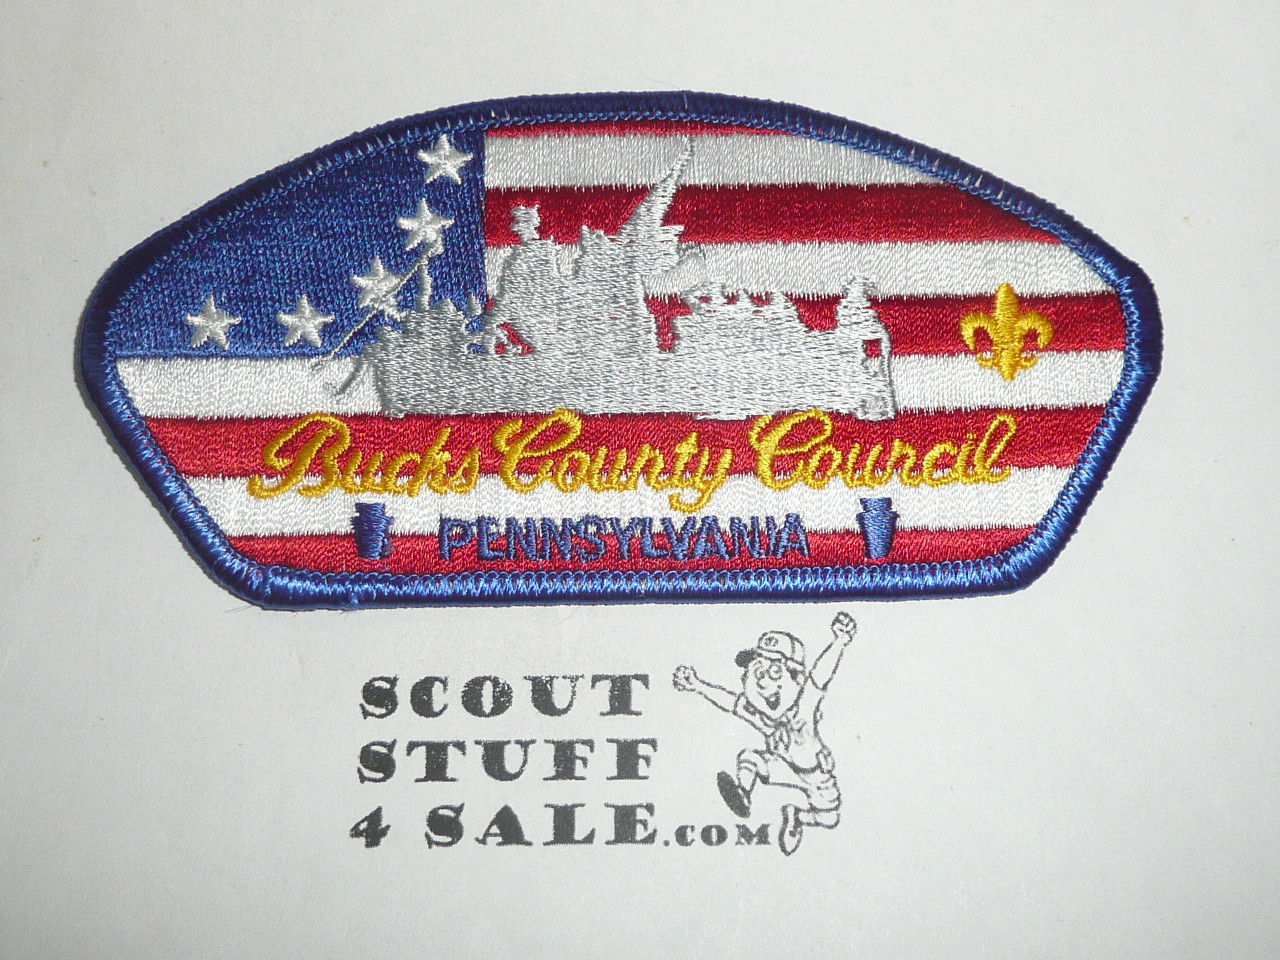 Bucks County Council
PENNSYLVANIA
SCOUT
STUFF
4 SALE.COM